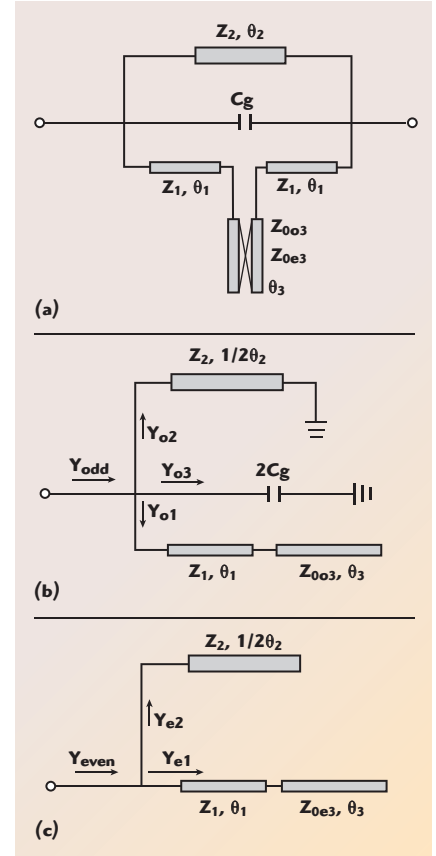 Z2, θ2
Cg
Z1, θ1 Z1, θ1
Z0o3
Z0e3
θ3
(a)
Z2, 1/2θ2
Yo2
Yodd Yo3 2Cg
Yo1
Z1, θ1 Z0o3, θ3
(b)
Z2, 1/2θ2
Ye2
Yeven Ye1
Z1, θ1 Z0e3, θ3
(c)